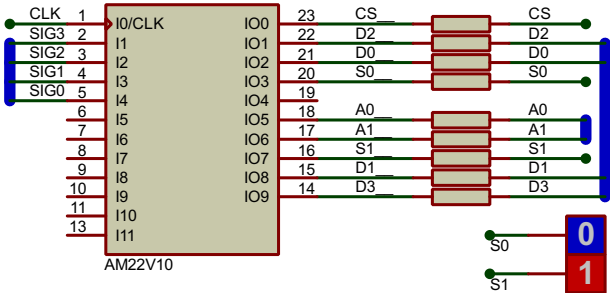 CLK 1 I0/CLK IO0 23 CS__ CS
SIG3 2 I1 IO1 22 D2__ D2
SIG2 3 I2 IO2 21 D0__ D0
SIG1 4 I3 IO3 20 S0__ S0
SIG0 5 I4 IO4 19
6 I5 IO5 18 A0__ A0
7 I6 IO6 17 A1__ A1
8 I7 IO7 16 S1__ S1
9 I8 IO8 15 D1__ D1
10 I9 IO9 14 D3__ D3
11 I10
13 I11
AM22V10
S0 0
S1 1